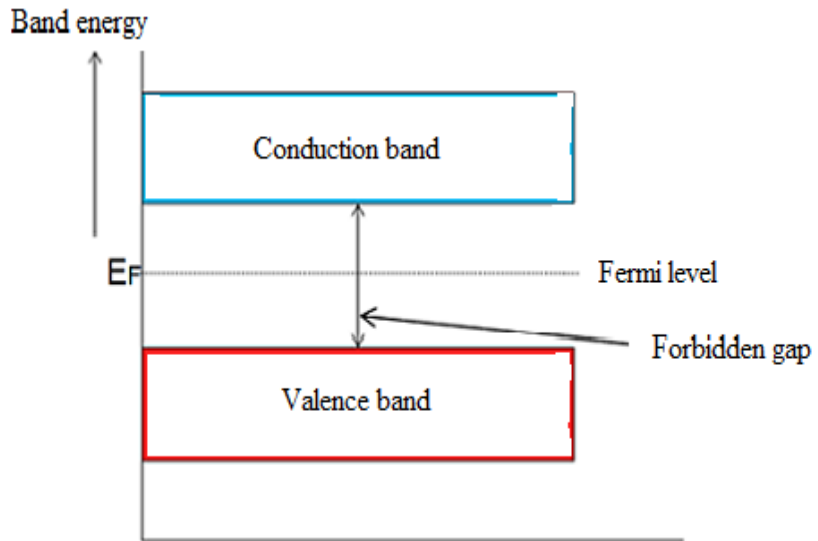 Band energy
Conduction band
EF
Fermi level
Forbidden gap
Valence band